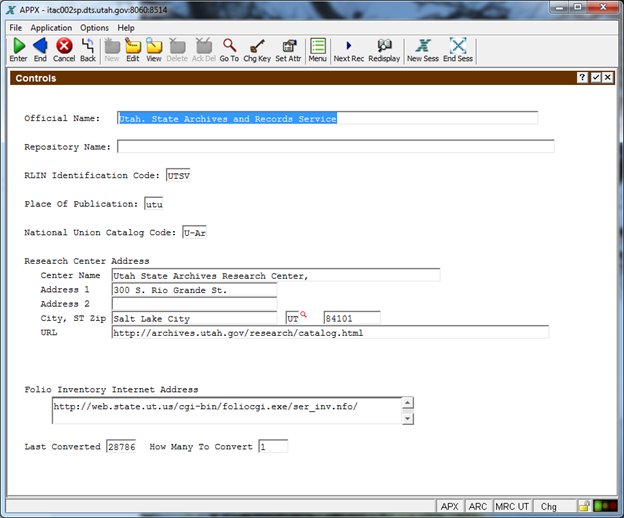 APPX - itac002sp.dts.utah.gov:8060:8514
File Application Options Help
Enter End Cancel Back New Edit View Delete Ack Del Go To Chg Key Set Attr Menu Next Rec Redisplay New Sess End Sess
Controls
Official Name: Utah. State Archives and Records Service
Repository Name:
RLIN Identification Code: UTSV
Place Of Publication: utu
National Union Catalog Code: U-Ar
Research Center Address
Center Name Utah State Archives Research Center,
Address 1 300 S. Rio Grande St.
Address 2
City, ST Zip Salt Lake City UT 84101
URL http://archives.utah.gov/research/catalog.html
Folio Inventory Internet Address
http://web.state.ut.us/cgi-bin/foliocgi.exe/ser_inv.nfo/
Last Converted 28786 How Many To Convert 1
APX ARC MRC UT Chg